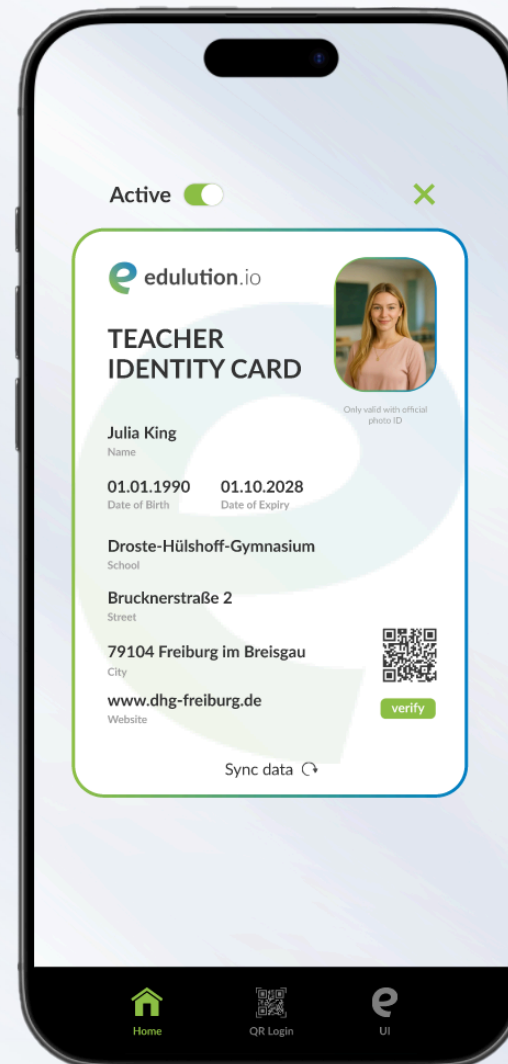 Active
edulution.io
TEACHER
IDENTITY CARD
Only valid with official
photo ID
Julia King
Name
01.01.1990 01.10.2028
Date of Birth Date of Expiry
Droste-Hülshoff-Gymnasium
School
Brucknerstraße 2
Street
79104 Freiburg im Breisgau
City
www.dhg-freiburg.de
Website
verify
Sync data
Home QR Login UI